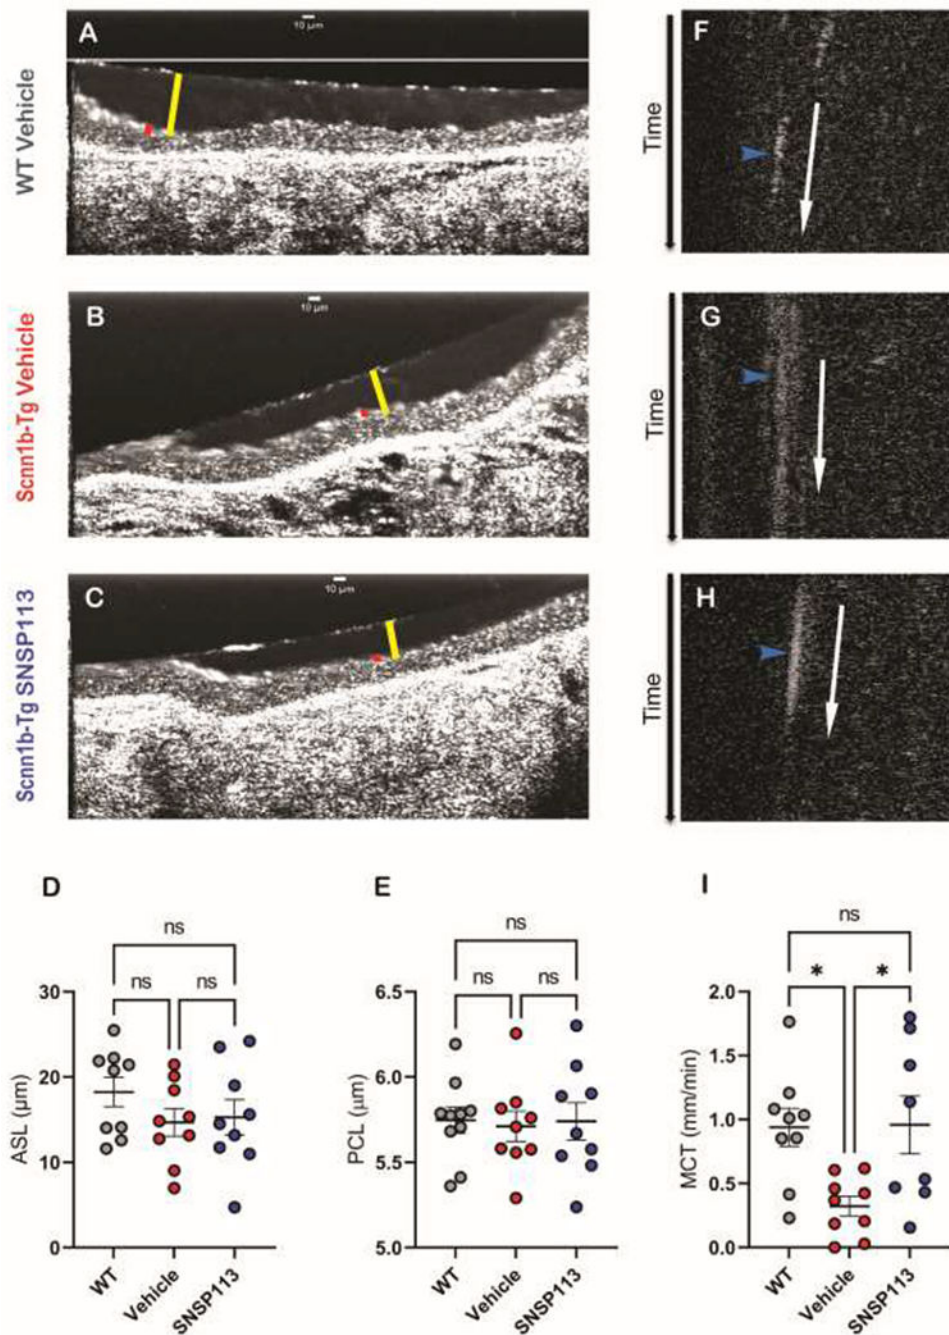 WT Vehicle
A
10 µm
F
Time
Scnn1b-Tg Vehicle
B
10 µm
G
Time
Scnn1b-Tg SNSP113
C
10 µm
H
Time
D
ns
ns
ns
ASL (µm)
30
20
10
0
WT
Vehicle
SNSP113
E
ns
ns
ns
PCL (µm)
6.5
6.0
5.5
5.0
WT
Vehicle
SNSP113
I
ns
*
*
MCT (mm/min)
2.0
1.5
1.0
0.5
0.0
WT
Vehicle
SNSP113